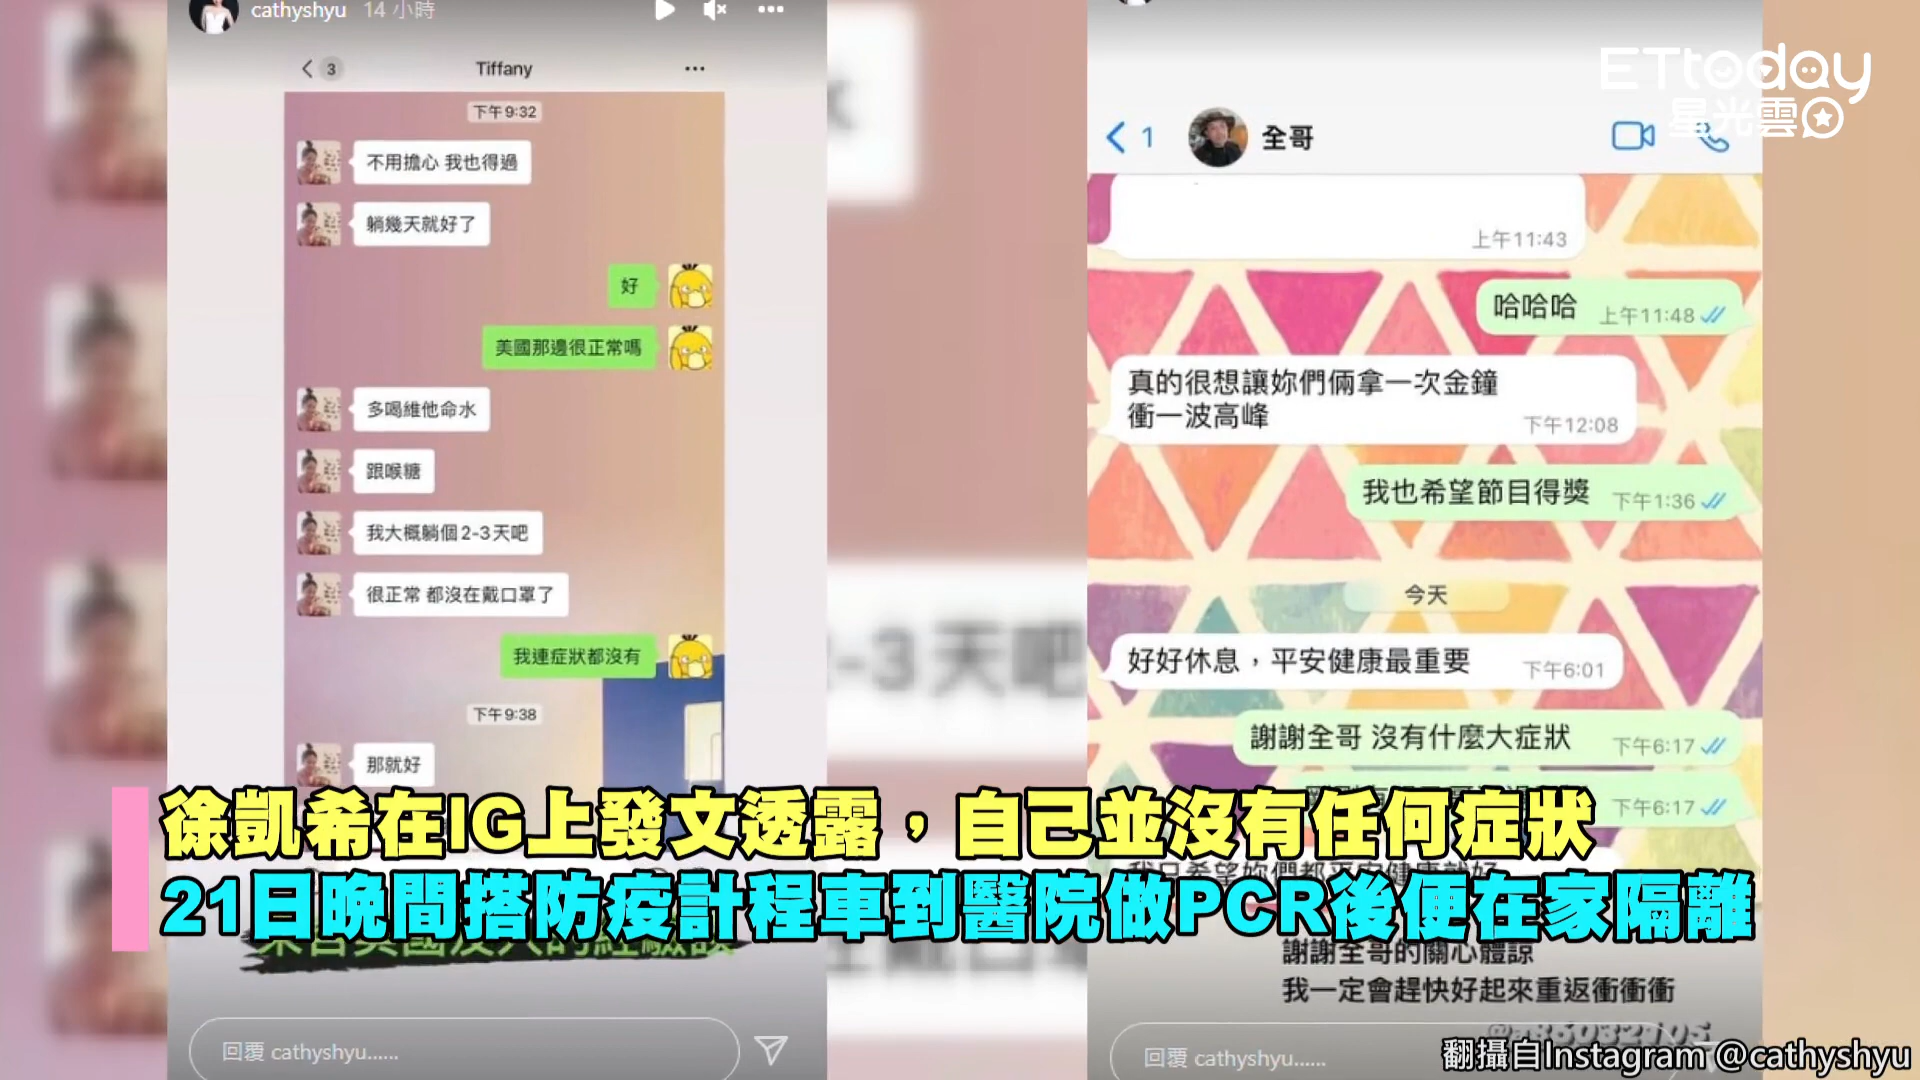 cathyshyu 14 小時
3
Tiffany
下午9:32
不用擔心 我也得過
躺幾天就好了
好
美國那邊很正常嗎
多喝維他命水
跟喉糖
我大概躺個2-3天吧
很正常 都沒在戴口罩了
我連症狀都沒有
下午9:38
那就好
回覆 cathyshyu......
ETtoday
星光雲
1
全哥
上午11:43
哈哈哈 上午11:48
真的很想讓妳們倆拿一次金鐘
衝一波高峰 下午12:08
我也希望節目得獎 下午1:36
今天
好好休息，平安健康最重要 下午6:01
謝謝全哥 沒有什麼大症狀 下午6:17
下午6:17
徐凱希在IG上發文透露，自己並沒有任何症狀
21日晚間搭防疫計程車到醫院做PCR後便在家隔離
謝謝全哥的關心體諒
我一定會趕快好起來重返衝衝衝
回覆 cathyshyu......
翻攝自Instagram @cathyshyu